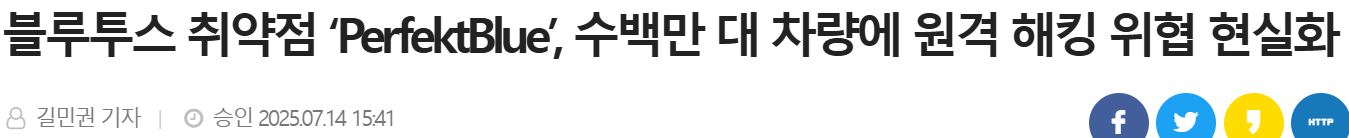 블루투스 취약점 ‘PerfektBlue’, 수백만 대 차량에 원격 해킹 위협 현실화
길민권 기자 | 승인 2025.07.14 15:41
HTTP